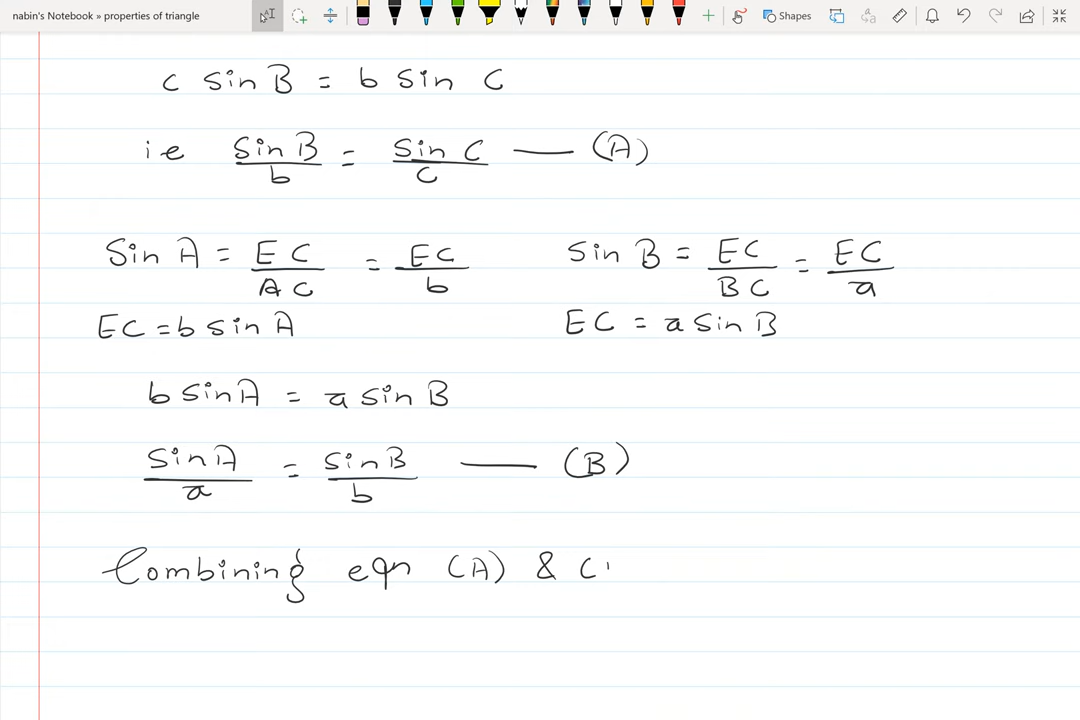 nabin's Notebook » properties of triangle
Shapes
c sin B = b sin C
i e sin B / b = sin C / c — (A)
Sin A = EC / AC = EC / b
Sin B = EC / BC = EC / a
EC = b sin A
EC = a sin B
b sin A = a sin B
sin A / a = sin B / b — (B)
Combining eqn (A) & (